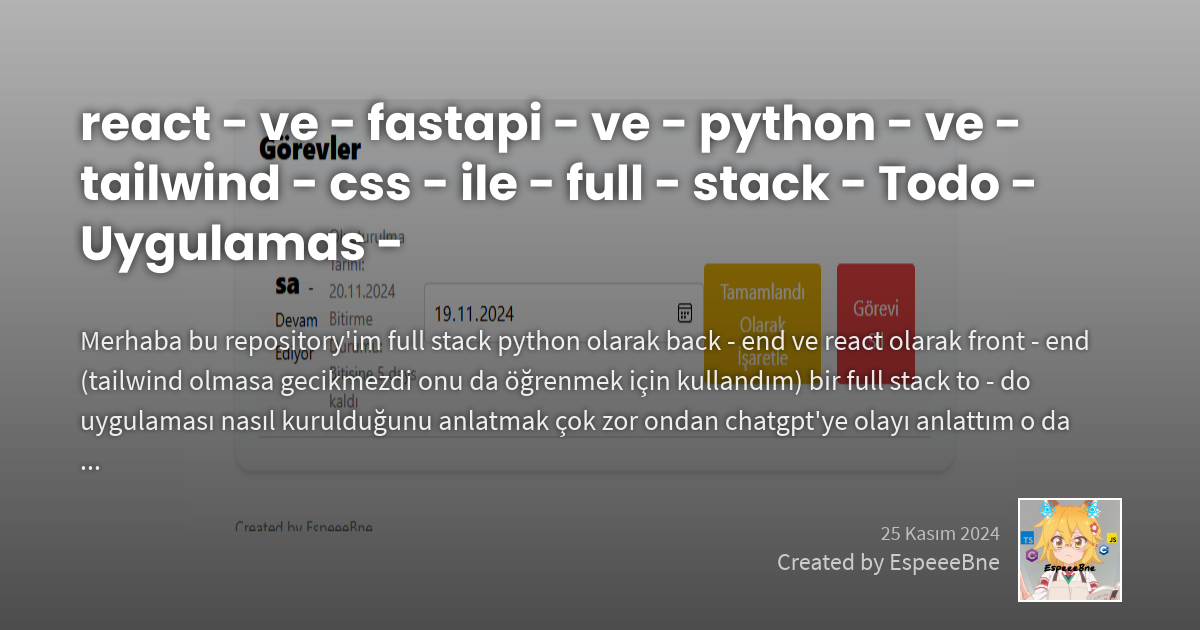 react - ve - fastapi - ve - python - ve -
tailwind - css - ile - full - stack - Todo -
Uygulamas -
Görevler
Oluşturulma
Tarihi:
20.11.2024
Bitirme
sa -
Devam
Ediyor
19.11.2024
Tamamlandı
Olarak
İşaretle
Görevi
kaldı
Merhaba bu repository'im full stack python olarak back - end ve react olarak front - end
(tailwind olmasa gecikmezdi onu da öğrenmek için kullandım) bir full stack to - do
uygulaması nasıl kurulduğunu anlatmak çok zor ondan chatgpt'ye olayı anlattım o da
...
Created by EspeeeBne
25 Kasım 2024
Created by EspeeeBne
TS
JS
EspeeeBne